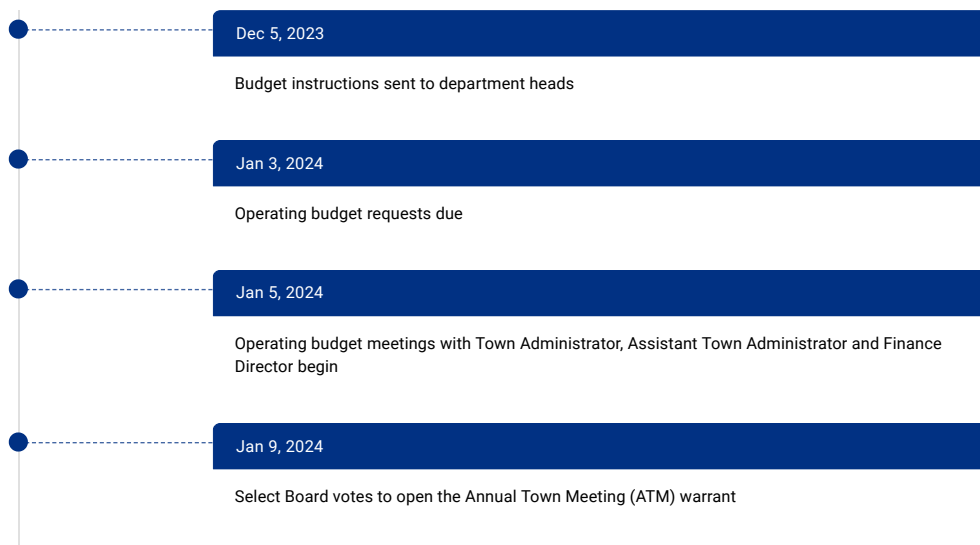 Dec 5, 2023
Budget instructions sent to department heads
Jan 3, 2024
Operating budget requests due
Jan 5, 2024
Operating budget meetings with Town Administrator, Assistant Town Administrator and Finance
Director begin
Jan 9, 2024
Select Board votes to open the Annual Town Meeting (ATM) warrant